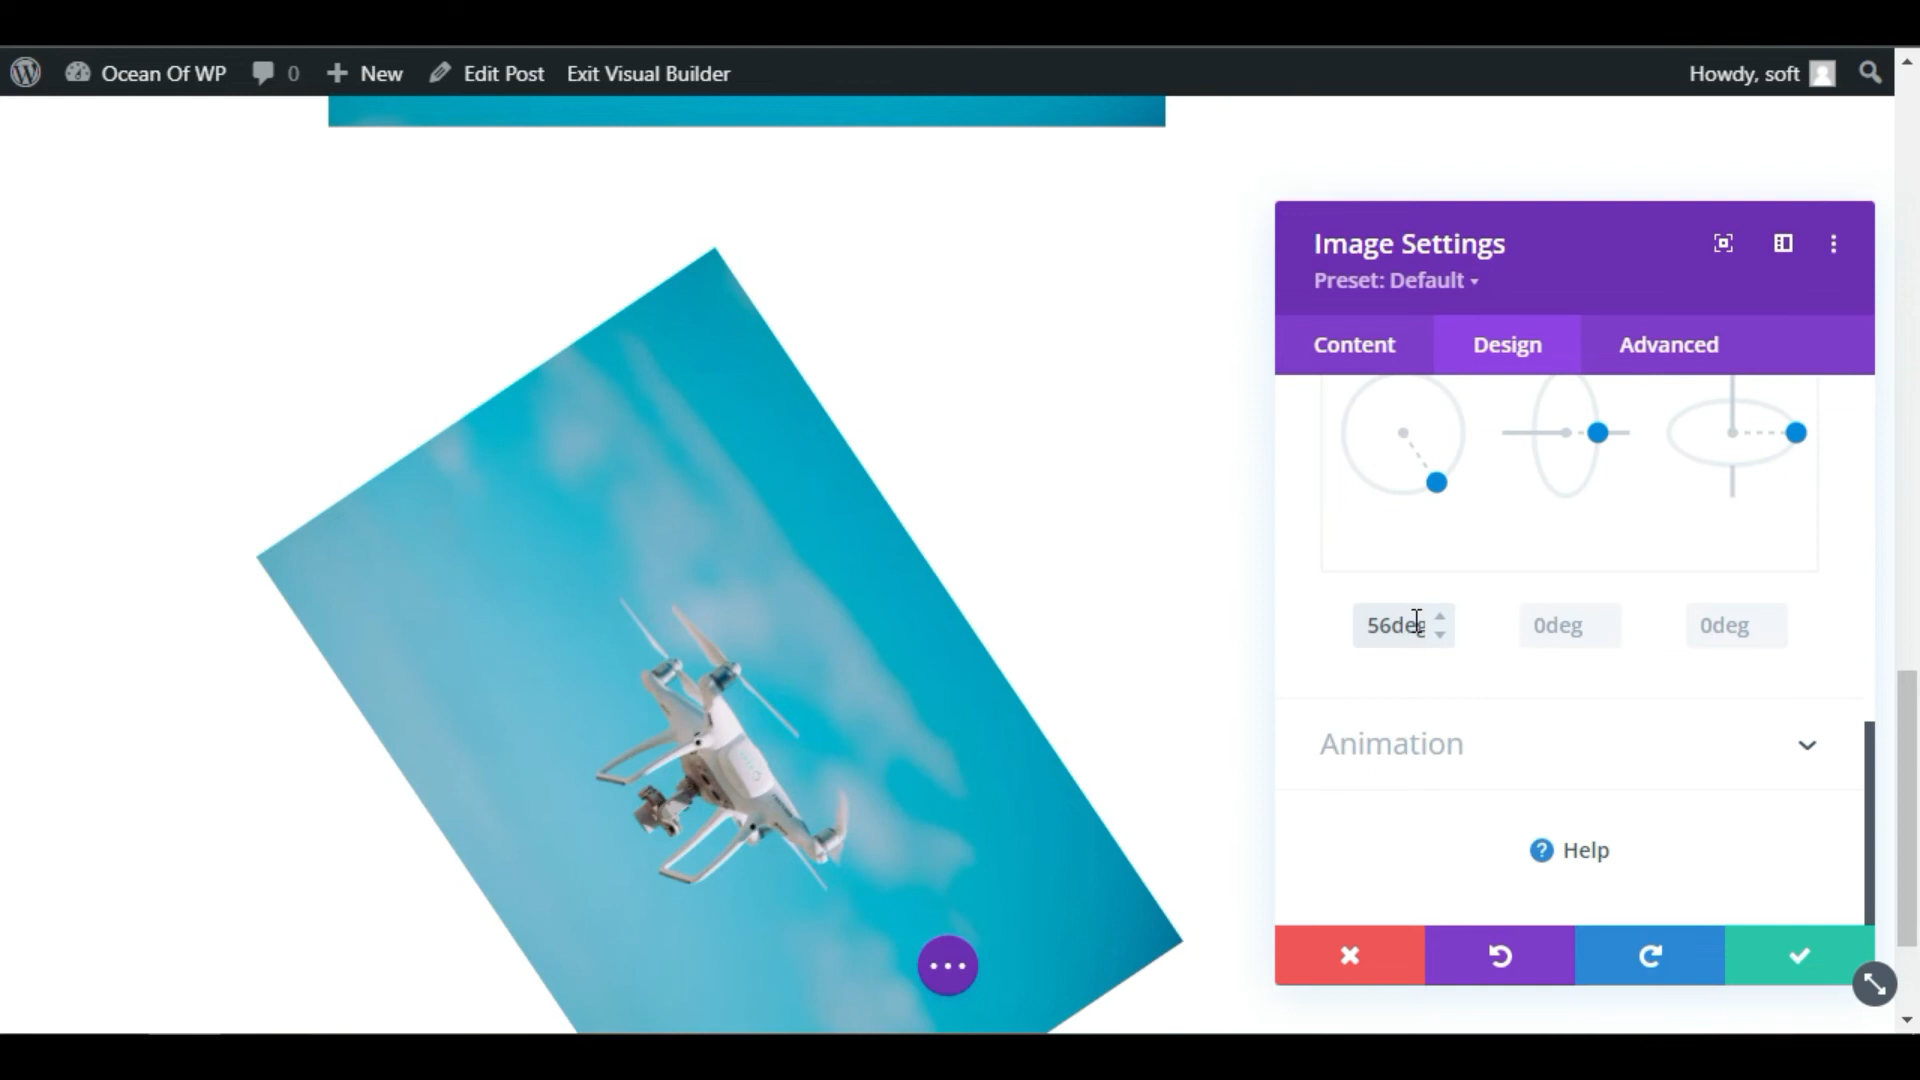 Ocean Of WP 0 New Edit Post Exit Visual Builder Howdy, soft
Image Settings
Preset: Default
Content Design Advanced
56deg 0deg 0deg
Animation
? Help